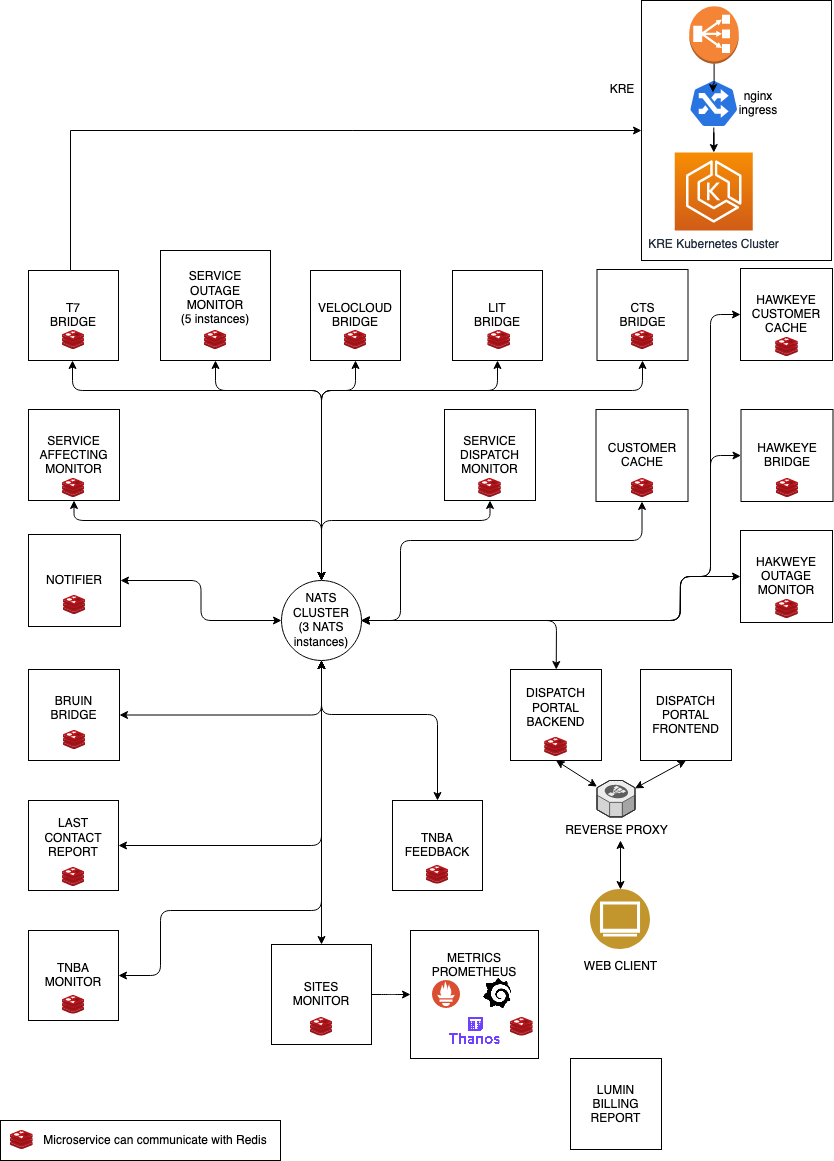 KRE
nginx
ingress
K
KRE Kubernetes Cluster
T7
BRIDGE
SERVICE
OUTAGE
MONITOR
(5 instances)
VELOCLOUD
BRIDGE
LIT
BRIDGE
CTS
BRIDGE
HAWKEYE
CUSTOMER
CACHE
SERVICE
AFFECTING
MONITOR
SERVICE
DISPATCH
MONITOR
CUSTOMER
CACHE
HAWKEYE
BRIDGE
NOTIFIER
NATS
CLUSTER
(3 NATS
instances)
HAKWEYE
OUTAGE
MONITOR
BRUIN
BRIDGE
DISPATCH
PORTAL
BACKEND
DISPATCH
PORTAL
FRONTEND
REVERSE PROXY
LAST
CONTACT
REPORT
TNBA
FEEDBACK
WEB CLIENT
TNBA
MONITOR
SITES
MONITOR
METRICS
PROMETHEUS
Thanos
LUMIN
BILLING
REPORT
Microservice can communicate with Redis